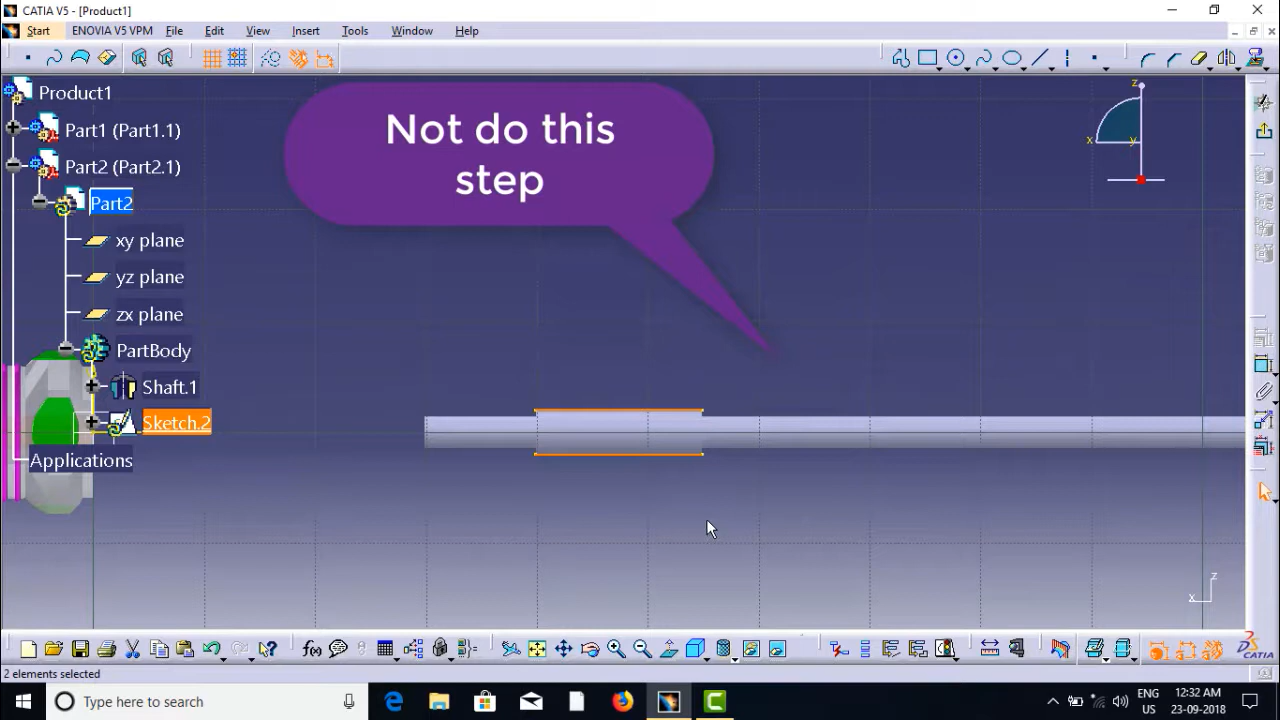 CATIA V5 - [Product1]
Start ENOVIA V5 VPM File Edit View Insert Tools Window Help
Product1
Part1 (Part1.1)
Part2 (Part2.1)
Part2
xy plane
yz plane
zx plane
PartBody
Shaft.1
Sketch.2
Applications
Not do this
step
z
x y
z
x
f(x)
CATIA
2 elements selected
Type here to search
ENG
US
12:32 AM
23-09-2018